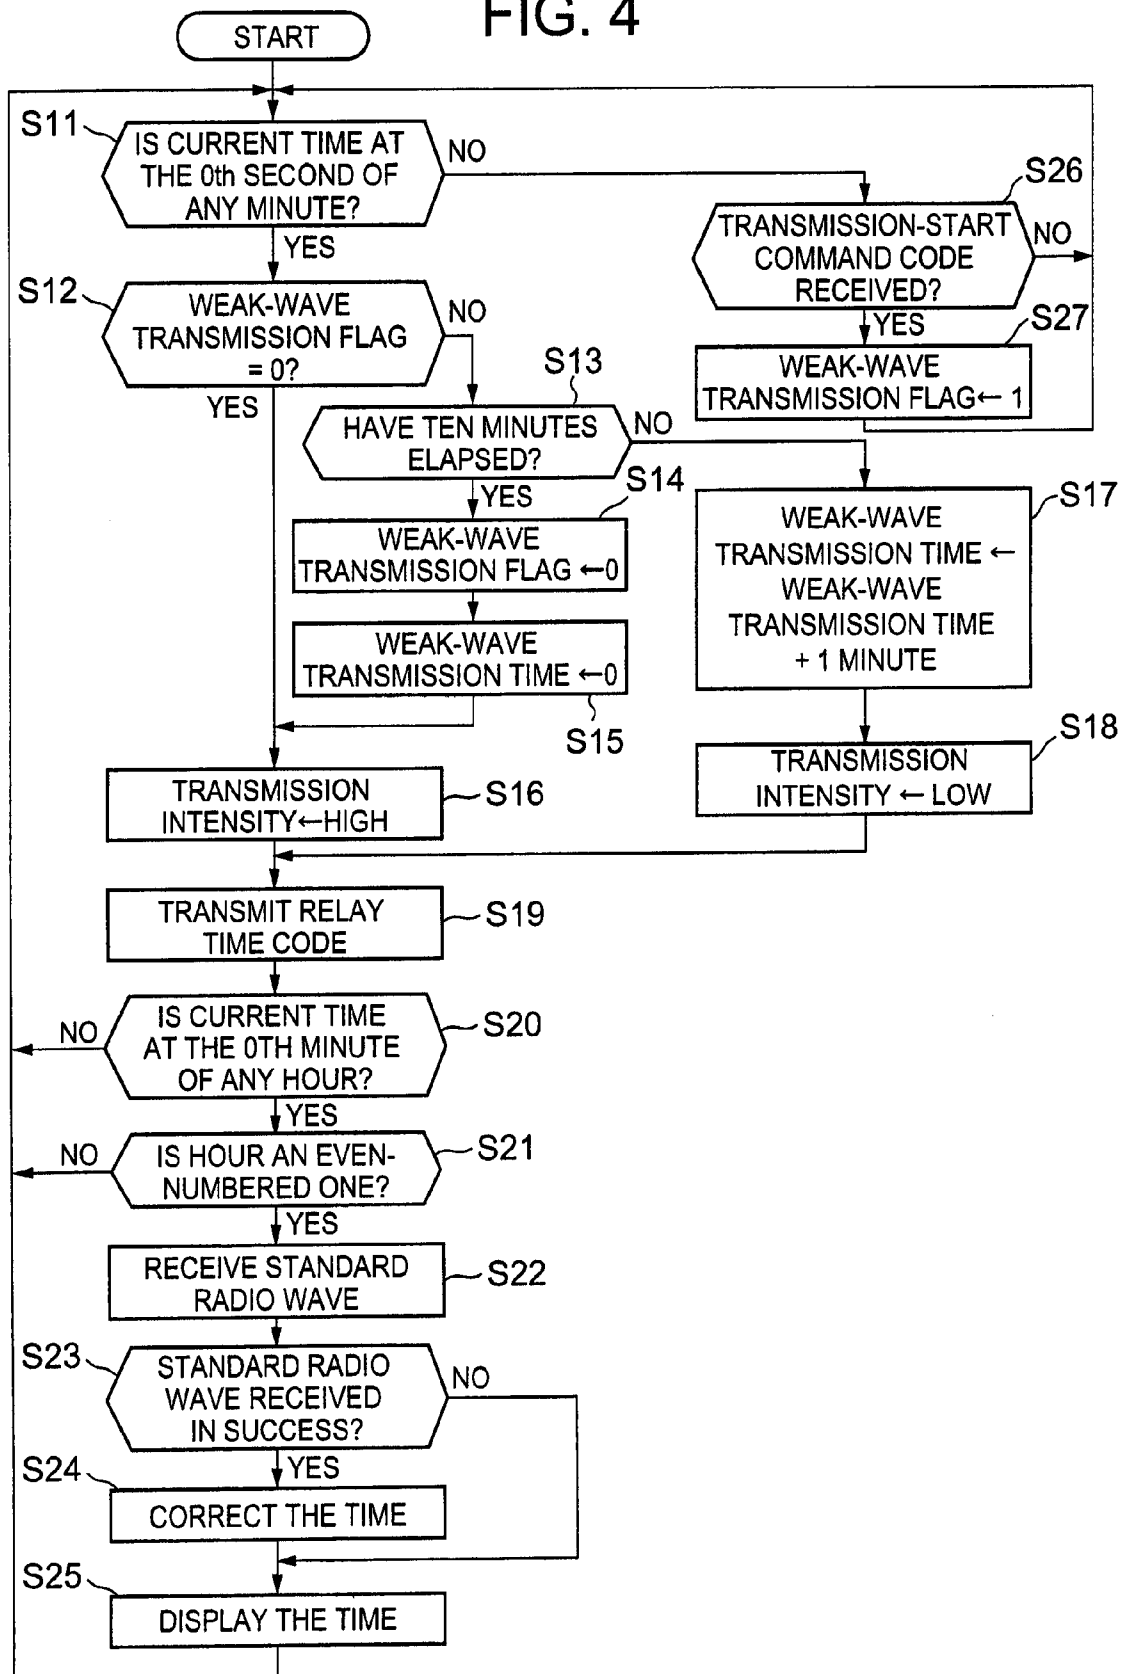 FIG. 4
START
S11
IS CURRENT TIME AT
THE 0th SECOND OF
ANY MINUTE?
NO
YES
S26
TRANSMISSION-START
COMMAND CODE
RECEIVED?
NO
YES
S12
WEAK-WAVE
TRANSMISSION FLAG
= 0?
NO
YES
S27
WEAK-WAVE
TRANSMISSION FLAG← 1
S13
HAVE TEN MINUTES
ELAPSED?
NO
YES
S14
WEAK-WAVE
TRANSMISSION FLAG ←0
S17
WEAK-WAVE
TRANSMISSION TIME ←
WEAK-WAVE
TRANSMISSION TIME
+ 1 MINUTE
WEAK-WAVE
TRANSMISSION TIME ←0
S15
S18
TRANSMISSION
INTENSITY ← LOW
TRANSMISSION
INTENSITY←HIGH
S16
TRANSMIT RELAY
TIME CODE
S19
IS CURRENT TIME
AT THE 0TH MINUTE
OF ANY HOUR?
S20
NO
YES
IS HOUR AN EVEN-
NUMBERED ONE?
S21
NO
YES
RECEIVE STANDARD
RADIO WAVE
S22
S23
STANDARD RADIO
WAVE RECEIVED
IN SUCCESS?
NO
YES
S24
CORRECT THE TIME
S25
DISPLAY THE TIME